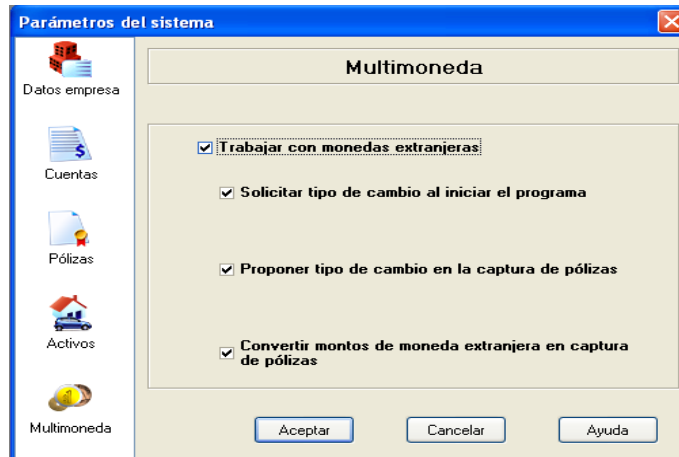 Parámetros del sistema
Datos empresa
Cuentas
Pólizas
Activos
Multimoneda
Multimoneda
Trabajar con monedas extranjeras
Solicitar tipo de cambio al iniciar el programa
Proponer tipo de cambio en la captura de pólizas
Convertir montos de moneda extranjera en captura
de pólizas
Aceptar
Cancelar
Ayuda